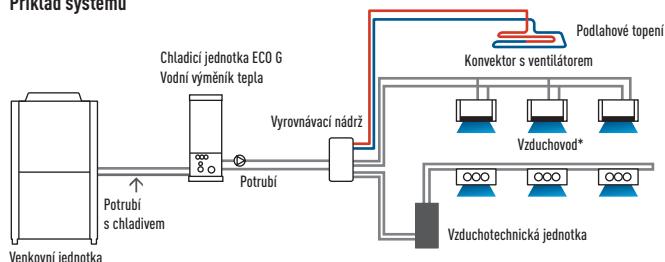 Příklad systému
Chladicí jednotka ECO G
Vodní výměník tepla
Podlahové topení
Konvektor s ventilátorem
Vyrovnávací nádrž
Vzduchovod*
Potrubí
Potrubí
s chladivem
Vzduchotechnická jednotka
Venkovní jednotka